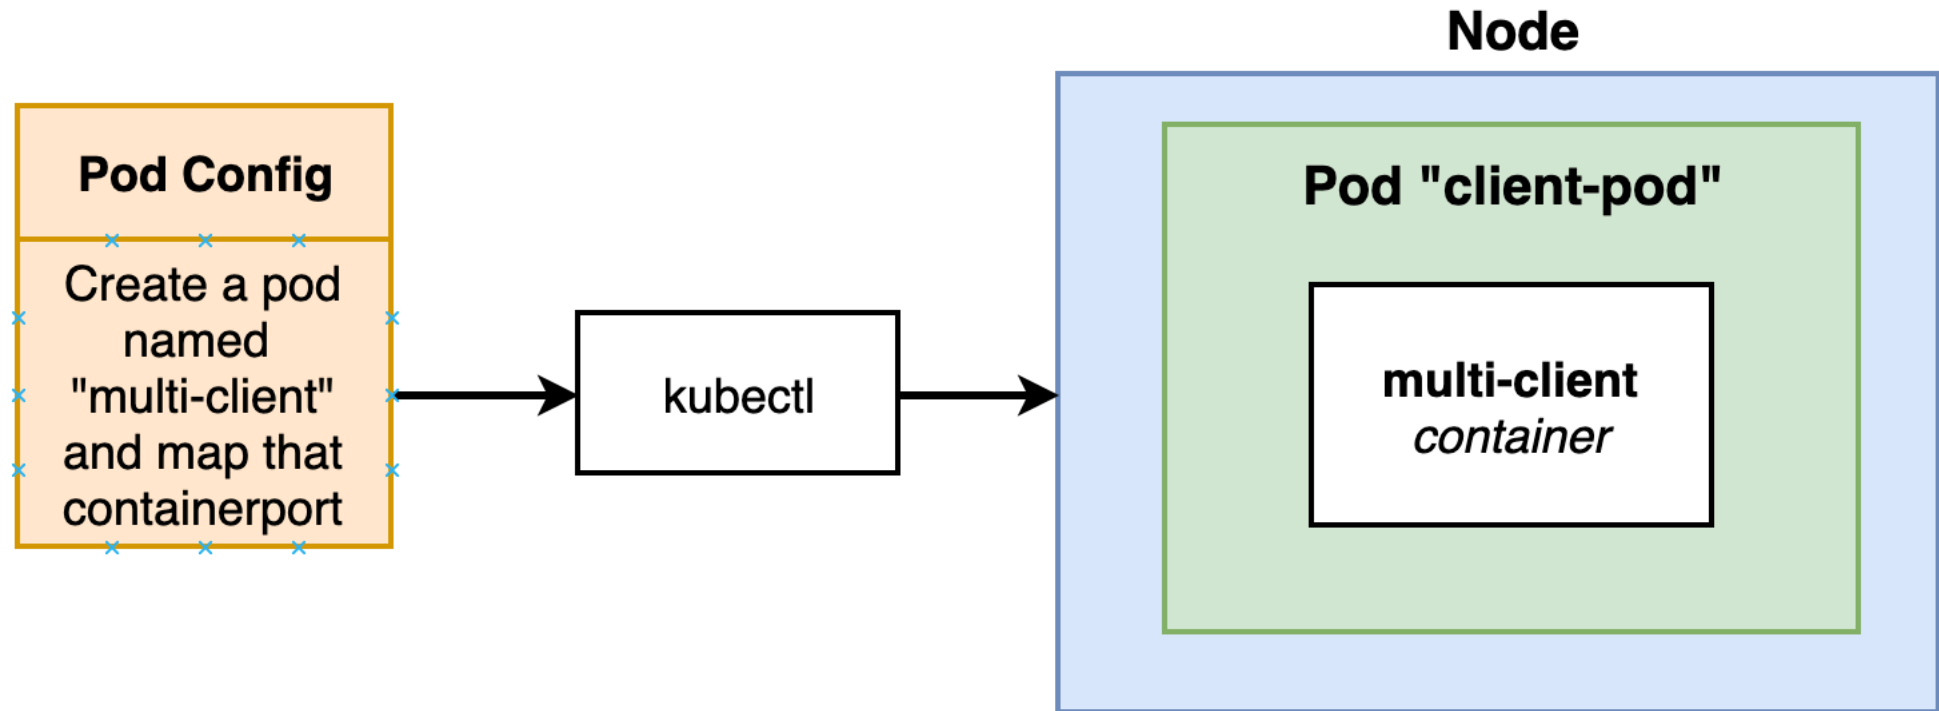 Node
Pod Config
Create a pod
named
"multi-client"
and map that
containerport
kubectl
Pod "client-pod"
multi-client
container